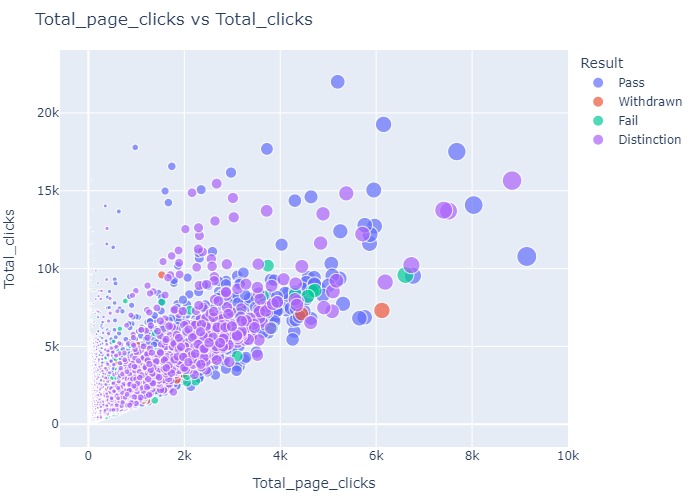 Total_page_clicks vs Total_clicks
Result
Pass
Withdrawn
Fail
Distinction
20k
15k
10k
5k
0
Total_clicks
0
2k
4k
6k
8k
10k
Total_page_clicks